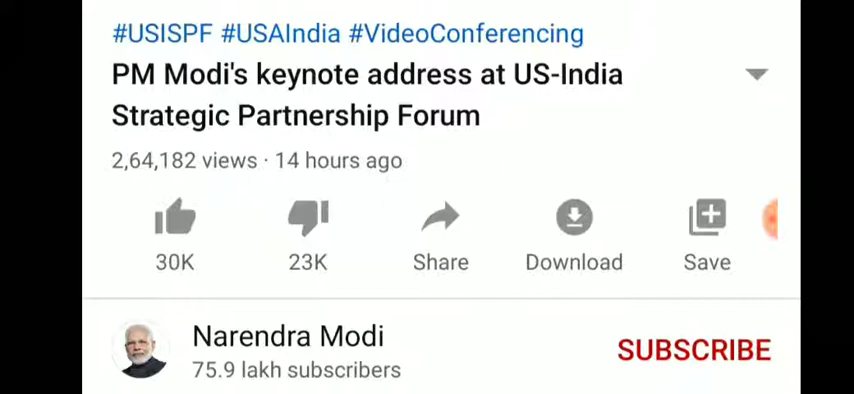 #USISPF #USAIndia #VideoConferencing
PM Modi's keynote address at US-India
Strategic Partnership Forum
2,64,182 views · 14 hours ago
30K 23K Share Download Save
Narendra Modi
75.9 lakh subscribers
SUBSCRIBE